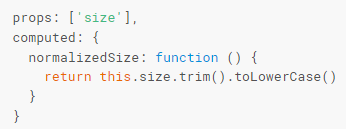 props: ['size'],
computed: {
  normalizedSize: function () {
    return this.size.trim().toLowerCase()
  }
}